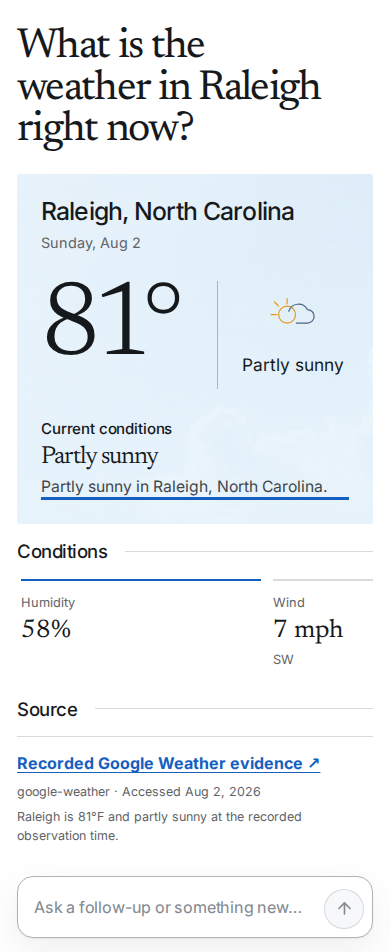 What is the
weather in Raleigh
right now?
Raleigh, North Carolina
Sunday, Aug 2
81°
Partly sunny
Current conditions
Partly sunny
Partly sunny in Raleigh, North Carolina.
Conditions
Humidity
58%
Wind
7 mph
SW
Source
Recorded Google Weather evidence ↗
google-weather · Accessed Aug 2, 2026
Raleigh is 81°F and partly sunny at the recorded
observation time.
Ask a follow-up or something new...